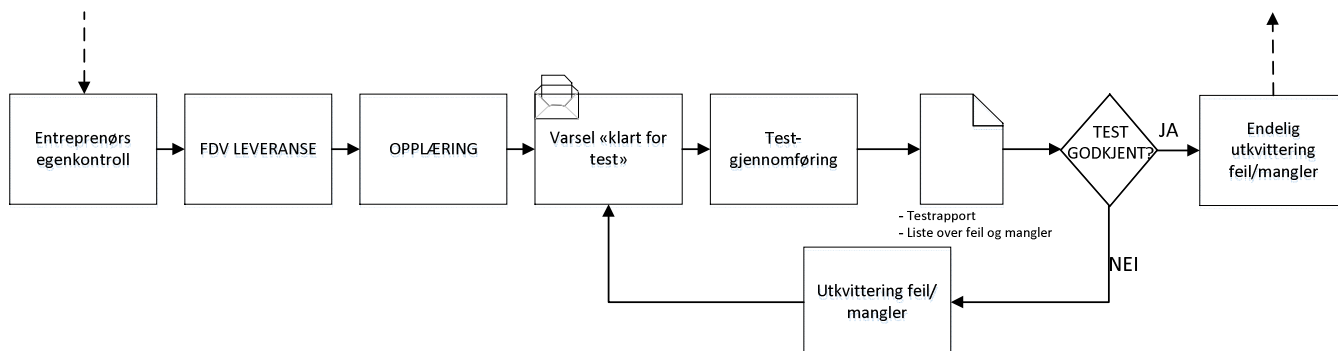 Entreprenørs
egenkontroll
FDV LEVERANSE
OPPLÆRING
Varsel «klart for
test»
Test-
gjennomføring
- Testrapport
- Liste over feil og mangler
TEST
GODKJENT?
JA
Endelig
utkvittering
feil/mangler
NEI
Utkvittering feil/
mangler